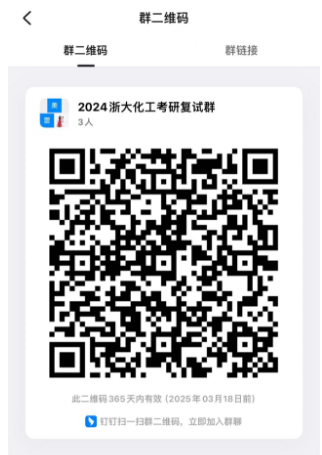 群二维码
群二维码 群链接
2024浙大化工考研复试群
3人
此二维码365天内有效 (2025年03月18日前)
钉钉扫一扫群二维码，立即加入群聊